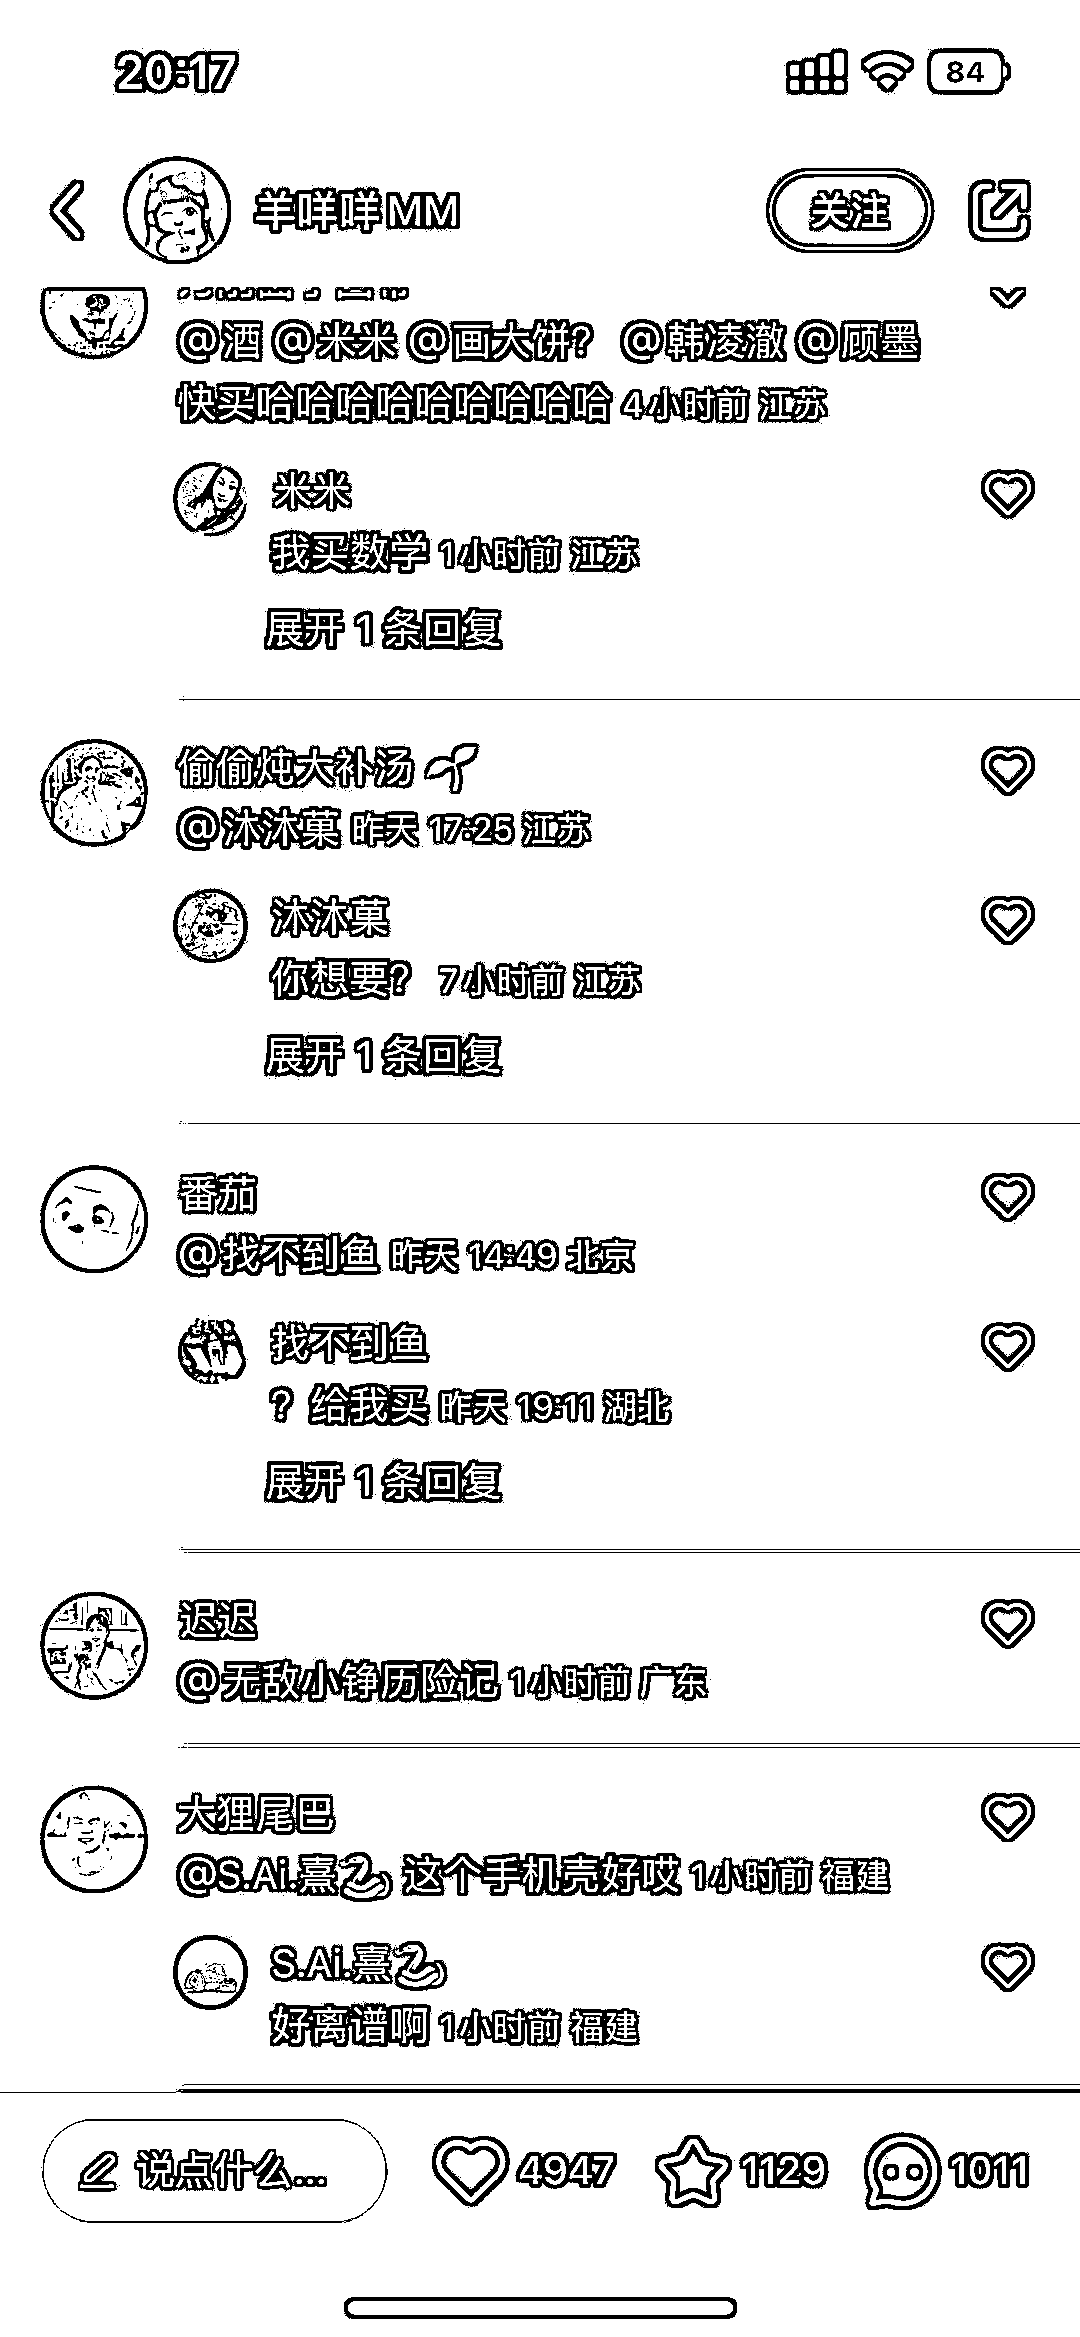 20:17
84
羊咩咩MM
关注
@酒 @米米 @画大饼？ @韩凌澈 @顾墨
快买哈哈哈哈哈哈哈哈哈 4小时前 江苏
米米
我买数学 1小时前 江苏
展开 1 条回复
偷偷炖大补汤
@沐沐菓 昨天 17:25 江苏
沐沐菓
你想要？ 7小时前 江苏
展开 1 条回复
番茄
@找不到鱼 昨天 14:49 北京
找不到鱼
？给我买 昨天 19:11 湖北
展开 1 条回复
迟迟
@无敌小铮历险记 1小时前 广东
大狸尾巴
@S.Ai.熹 这个手机壳好哎 1小时前 福建
S.Ai.熹
好离谱啊 1小时前 福建
说点什么...
4947
1129
1011